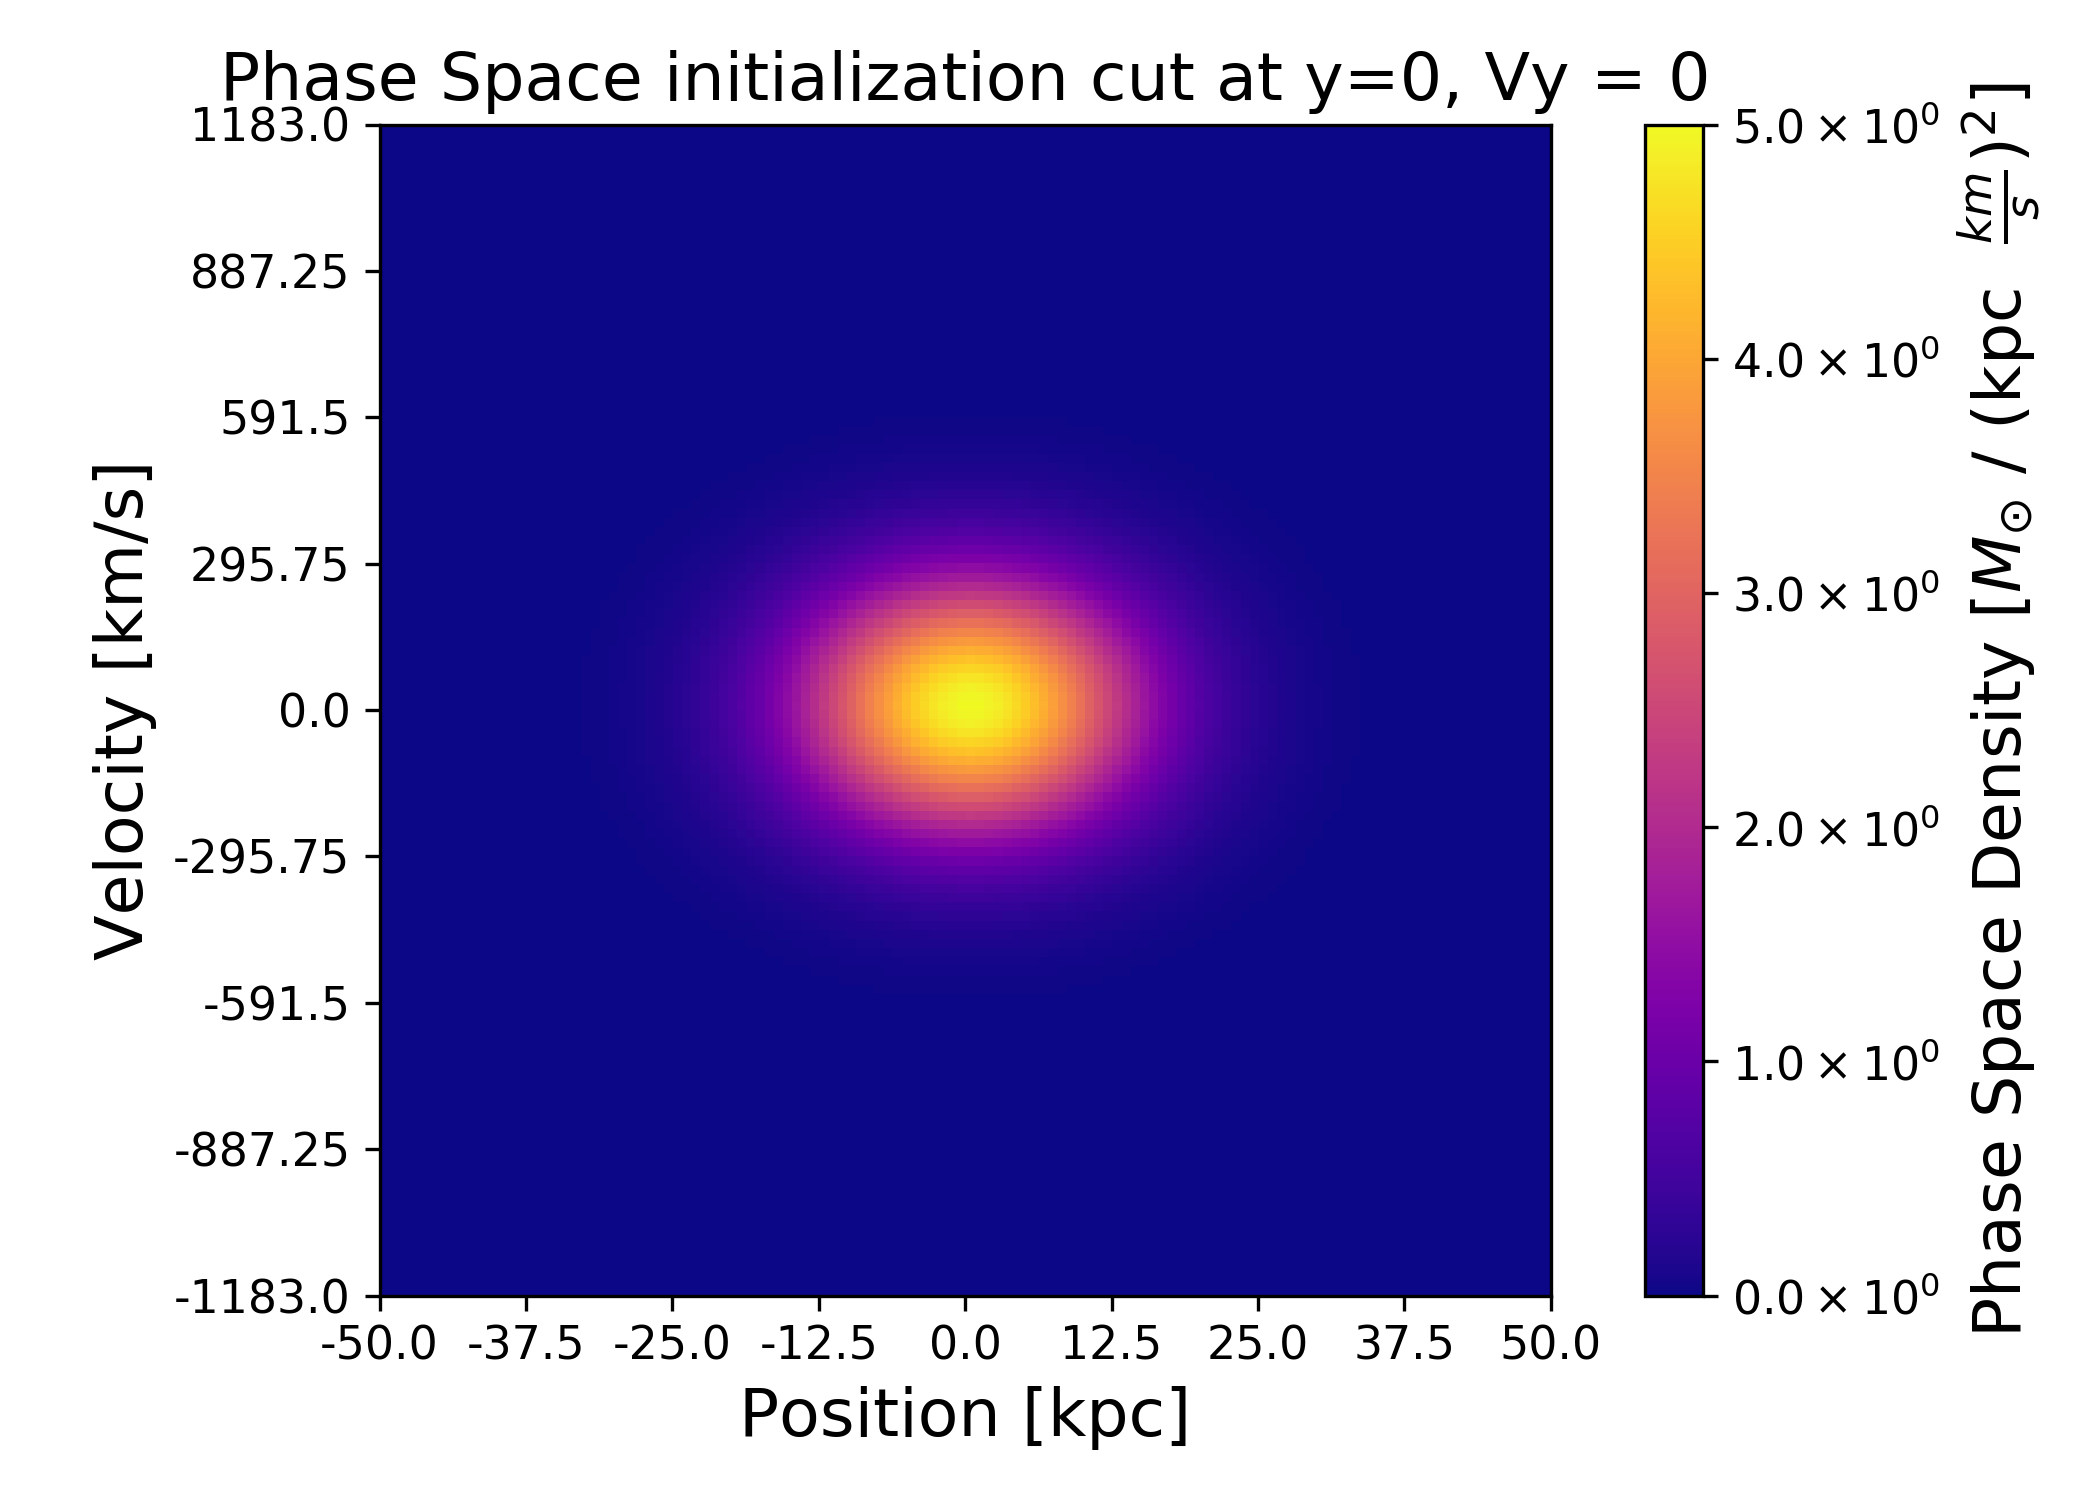 Phase Space initialization cut at y=0, Vy = 0
1183.0
887.25
591.5
295.75
0.0
-295.75
-591.5
-887.25
-1183.0
Velocity [km/s]
-50.0 -37.5 -25.0 -12.5 0.0 12.5 25.0 37.5 50.0
Position [kpc]
5.0 × 10⁰
4.0 × 10⁰
3.0 × 10⁰
2.0 × 10⁰
1.0 × 10⁰
0.0 × 10⁰
Phase Space Density [M⊙ / (kpc km/s)²]